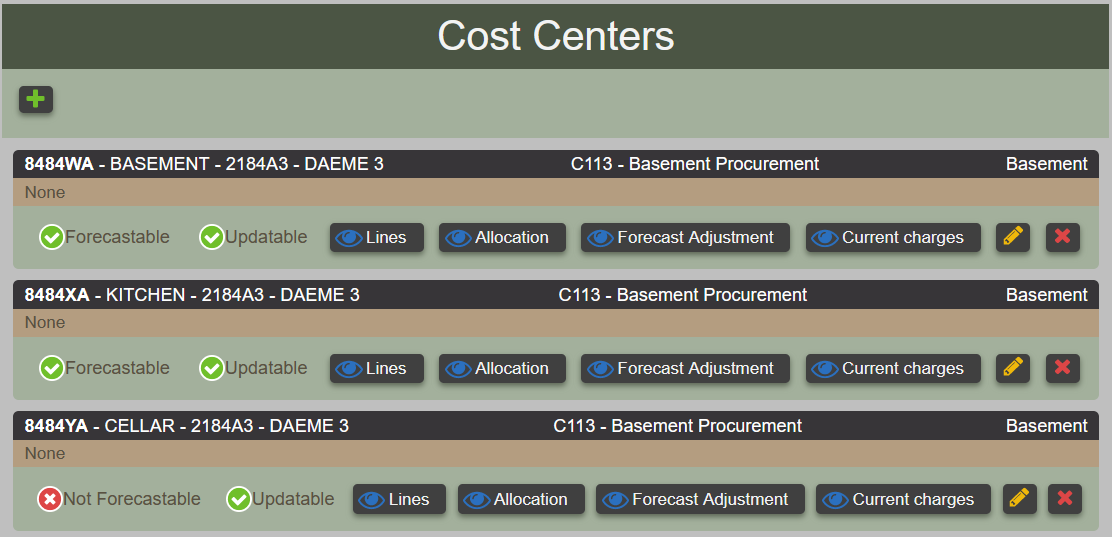 Cost Centers
8484WA - BASEMENT - 2184A3 - DAEME 3 C113 - Basement Procurement Basement
None
Forecastable Updatable Lines Allocation Forecast Adjustment Current charges
8484XA - KITCHEN - 2184A3 - DAEME 3 C113 - Basement Procurement Basement
None
Forecastable Updatable Lines Allocation Forecast Adjustment Current charges
8484YA - CELLAR - 2184A3 - DAEME 3 C113 - Basement Procurement Basement
None
Not Forecastable Updatable Lines Allocation Forecast Adjustment Current charges